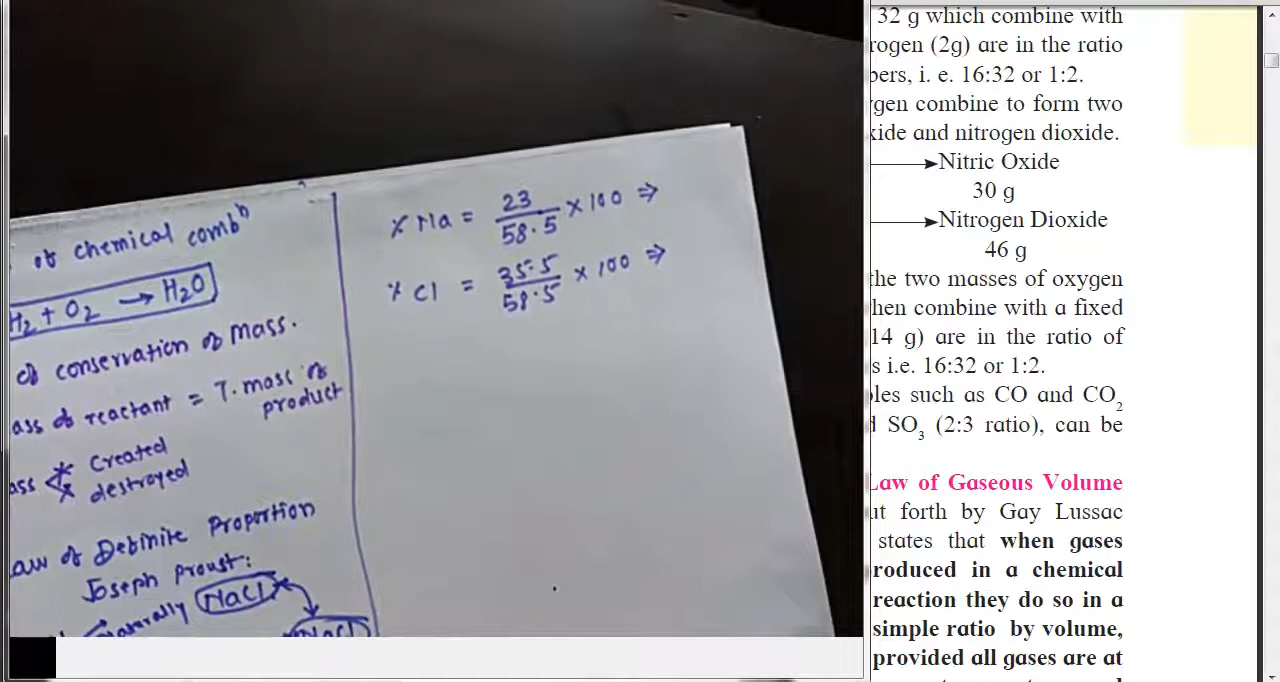 of chemical combⁿ
H₂ + O₂ → H₂O
of conservation of mass.
ass of reactant = T. mass of
product
ass
created
destroyed
aw of Definite Proportion
Joseph Proust:
Naturally NaCl
NaCl
% Na = 23/58.5 × 100 ⇒
% Cl = 35.5/58.5 × 100 ⇒
32 g which combine with
rogen (2g) are in the ratio
bers, i. e. 16:32 or 1:2.
gen combine to form two
xide and nitrogen dioxide.
→Nitric Oxide
30 g
→Nitrogen Dioxide
46 g
the two masses of oxygen
hen combine with a fixed
14 g) are in the ratio of
s i.e. 16:32 or 1:2.
ples such as CO and CO₂
d SO₃ (2:3 ratio), can be
Law of Gaseous Volume
ut forth by Gay Lussac
states that when gases
roduced in a chemical
reaction they do so in a
simple ratio by volume,
provided all gases are at